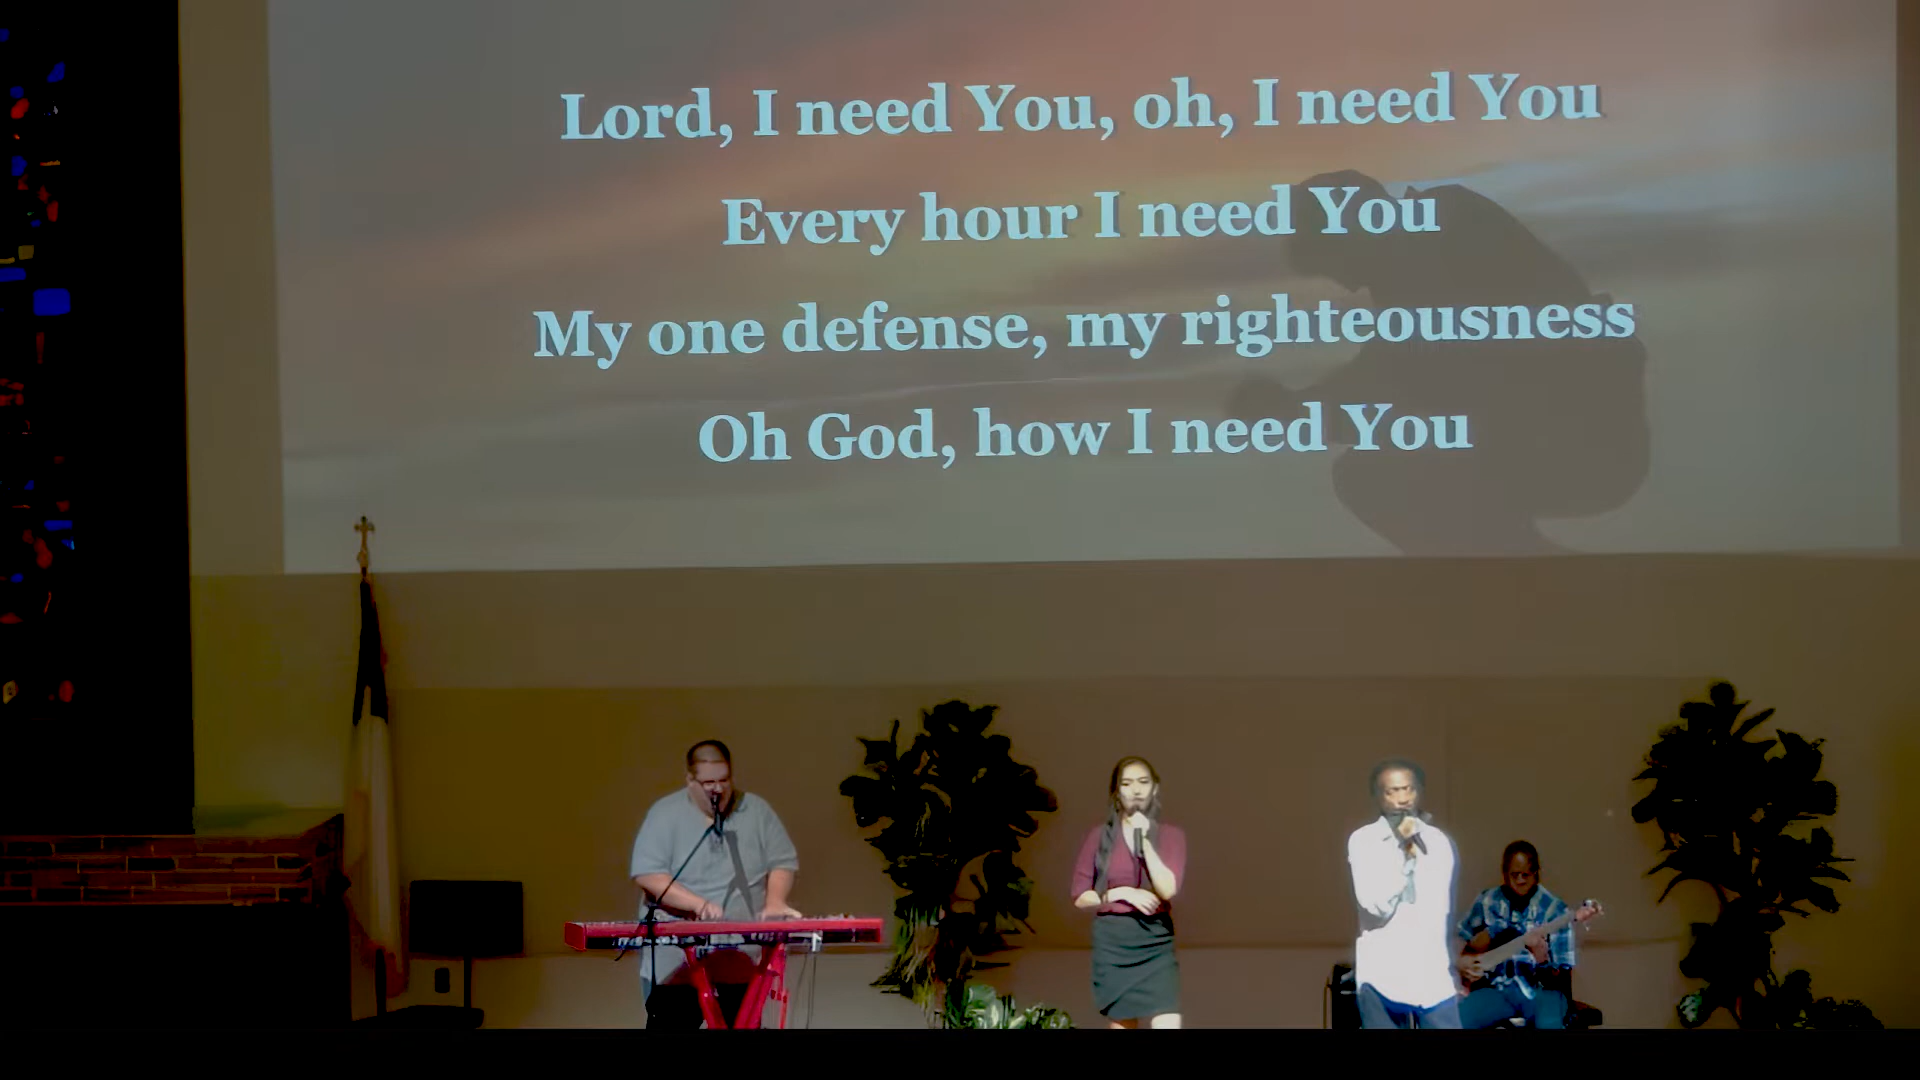 Lord, I need You, oh, I need You
Every hour I need You
My one defense, my righteousness
Oh God, how I need You